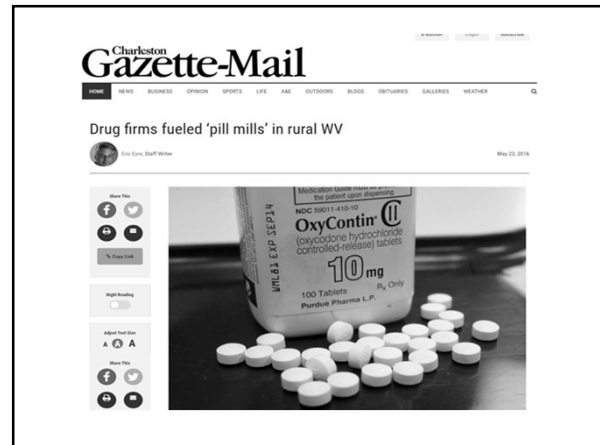 Charleston
Gazette-Mail
HOME NEWS BUSINESS OPINION SPORTS LIFE A&E OUTDOORS BLOGS OBITUARIES GALLERIES WEATHER
Drug firms fueled ‘pill mills’ in rural WV
Eric Eyre, Staff Writer
May 23, 2016
Share This
Copy Link
Night Reading
Adjust Text Size
A A A
Share This
Medication Guide must be
the patient upon dispensing.
NDC 59011-410-10
OxyContin® CII
(oxycodone hydrochloride
controlled-release) tablets
10 mg
100 Tablets Rx Only
Purdue Pharma L.P.
WML81 EXP SEP14